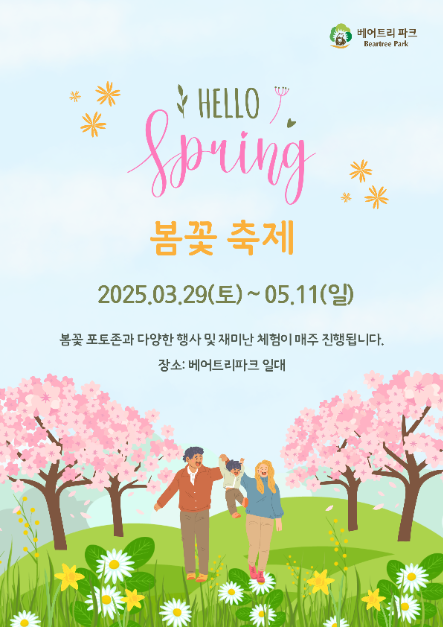 베어트리 파크
Beartree Park
HELLO
Spring
봄꽃 축제
2025.03.29(토) ~ 05.11(일)
봄꽃 포토존과 다양한 행사 및 재미난 체험이 매주 진행됩니다.
장소: 베어트리파크 일대